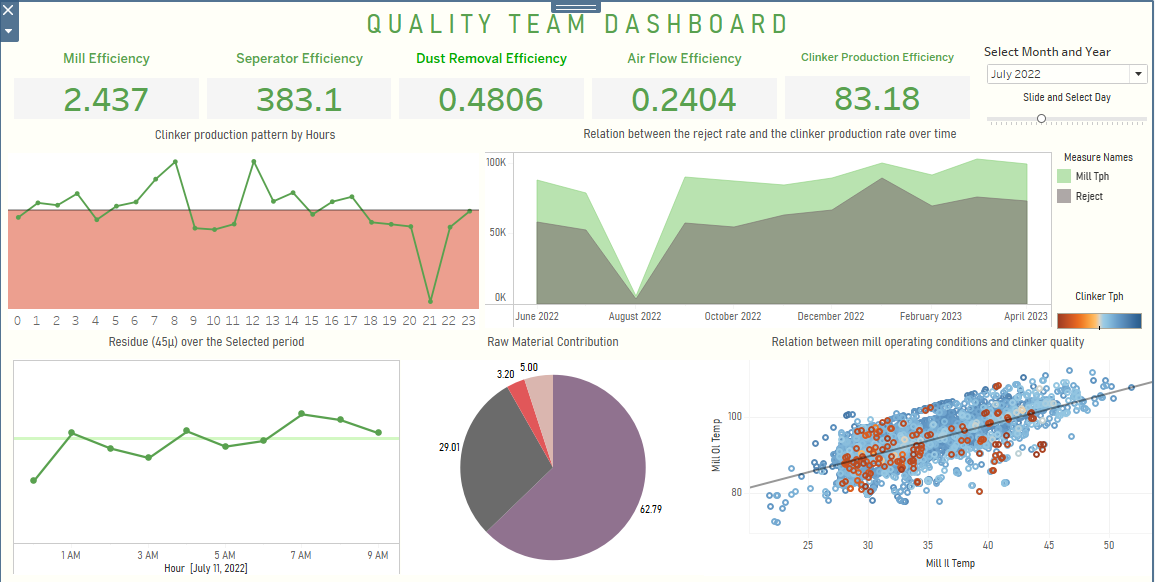 QUALITY TEAM DASHBOARD
Mill Efficiency
Seperator Efficiency
Dust Removal Efficiency
Air Flow Efficiency
Clinker Production Efficiency
2.437
383.1
0.4806
0.2404
83.18
Select Month and Year
July 2022
Slide and Select Day
Clinker production pattern by Hours
0 1 2 3 4 5 6 7 8 9 10 11 12 13 14 15 16 17 18 19 20 21 22 23
Relation between the reject rate and the clinker production rate over time
100K
50K
0K
June 2022 August 2022 October 2022 December 2022 February 2023 April 2023
Measure Names
Mill Tph
Reject
Clinker Tph
Residue (45µ) over the Selected period
1 AM 3 AM 5 AM 7 AM 9 AM
Hour [July 11, 2022]
Raw Material Contribution
3.20 5.00
29.01
62.79
Relation between mill operating conditions and clinker quality
Mill Ol Temp
100
80
25 30 35 40 45 50
Mill Il Temp